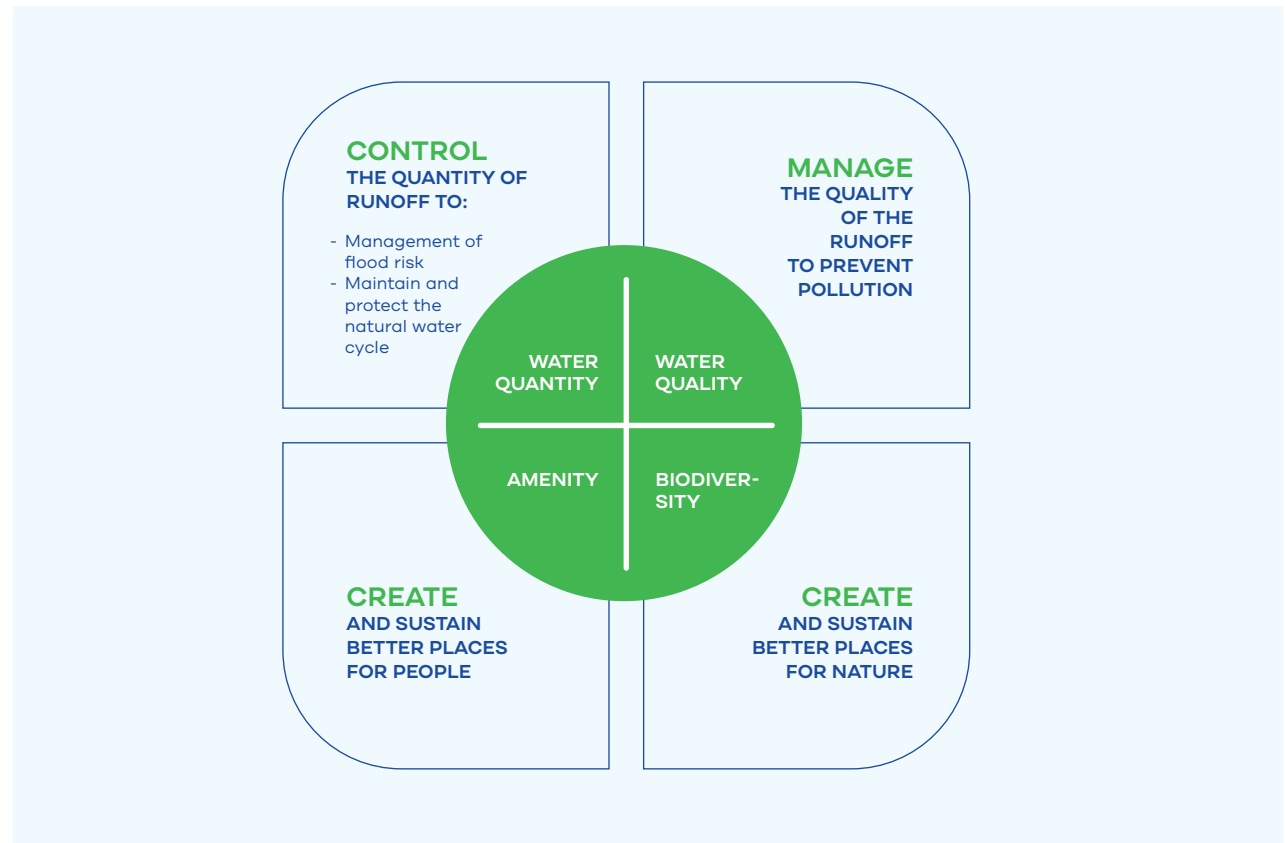 CONTROL
THE QUANTITY OF
RUNOFF TO:
- Management of
flood risk
- Maintain and
protect the
natural water
cycle
MANAGE
THE QUALITY
OF THE
RUNOFF
TO PREVENT
POLLUTION
WATER
QUANTITY
WATER
QUALITY
AMENITY
BIODIVER-
SITY
CREATE
AND SUSTAIN
BETTER PLACES
FOR PEOPLE
CREATE
AND SUSTAIN
BETTER PLACES
FOR NATURE